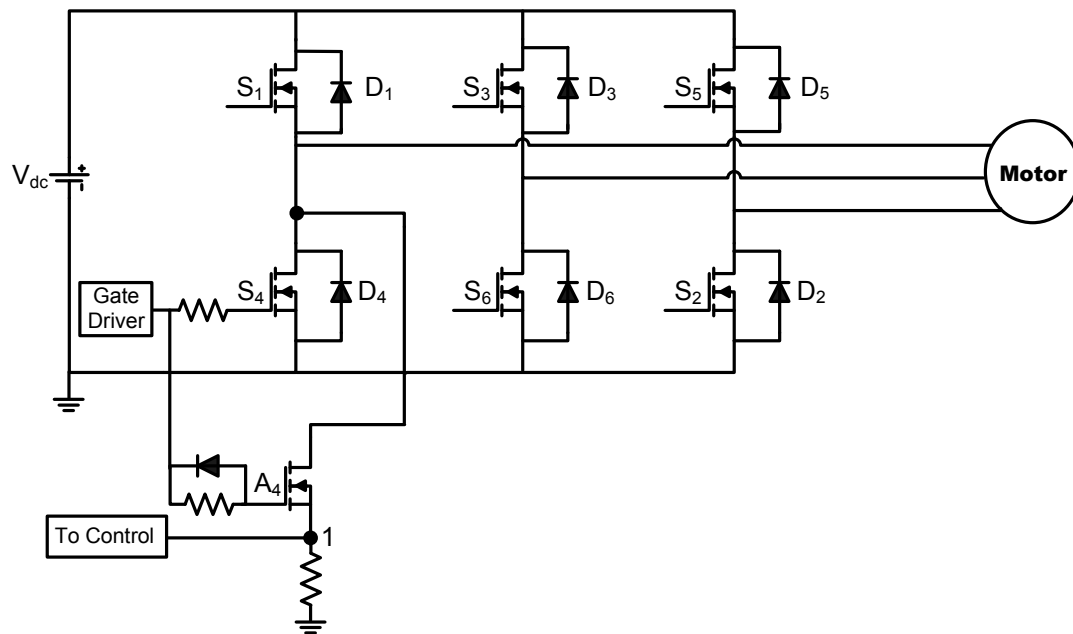 S1
D1
S3
D3
S5
D5
Vdc
+
Motor
Gate
Driver
S4
D4
S6
D6
S2
D2
A4
To Control
1